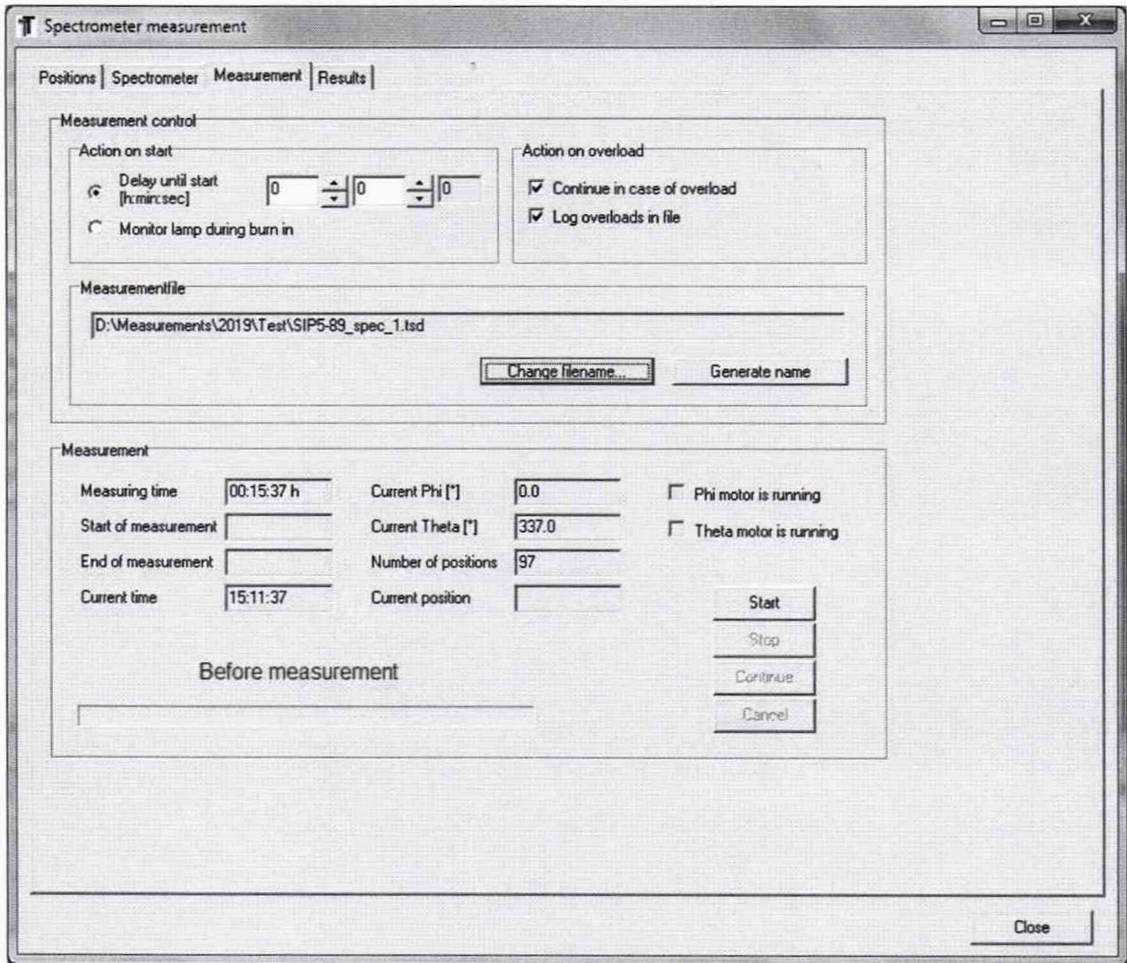 Spectrometer measurement
Positions Spectrometer Measurement Results
Measurement control
Action on start
Delay until start
[h:min:sec]
0 0 0
Monitor lamp during burn in
Action on overload
Continue in case of overload
Log overloads in file
Measurementfile
D:\Measurements\2019\Test\SIP5-89_spec_1.tsd
Change filename... Generate name
Measurement
Measuring time 00:15:37 h Current Phi [°] 0.0 Phi motor is running
Start of measurement Current Theta [°] 337.0 Theta motor is running
End of measurement Number of positions 97
Current time 15:11:37 Current position
Start
Stop
Continue
Cancel
Before measurement
Close